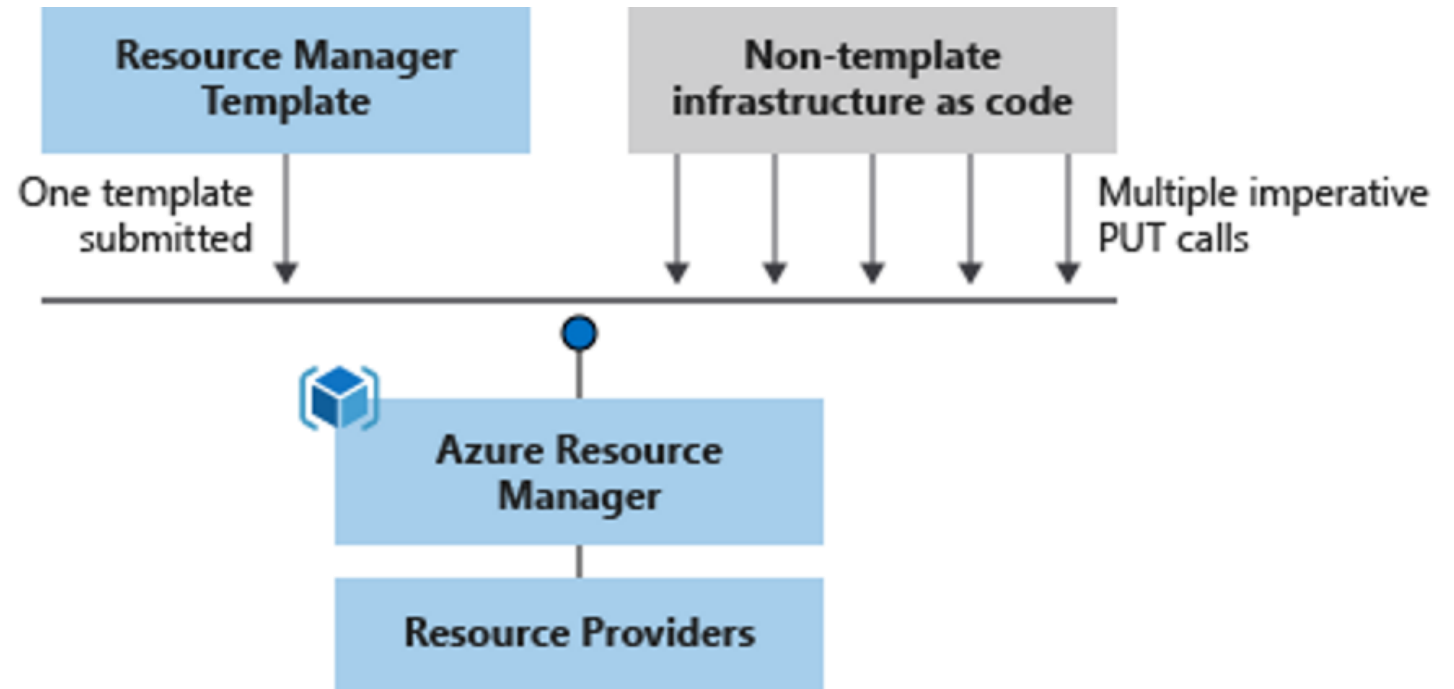 Resource Manager
Template
Non-template
infrastructure as code
One template
submitted
Multiple imperative
PUT calls
Azure Resource
Manager
Resource Providers